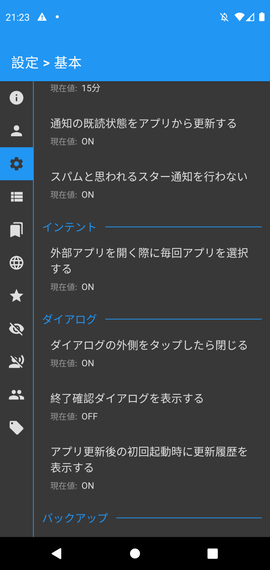 21:23
設定 > 基本
現在値: 15分
通知の既読状態をアプリから更新する
現在値: ON
スパムと思われるスター通知を行わない
現在値: ON
インテント
外部アプリを開く際に毎回アプリを選択
する
現在値: ON
ダイアログ
ダイアログの外側をタップしたら閉じる
現在値: ON
終了確認ダイアログを表示する
現在値: OFF
アプリ更新後の初回起動時に更新履歴を
表示する
現在値: ON
バックアップ